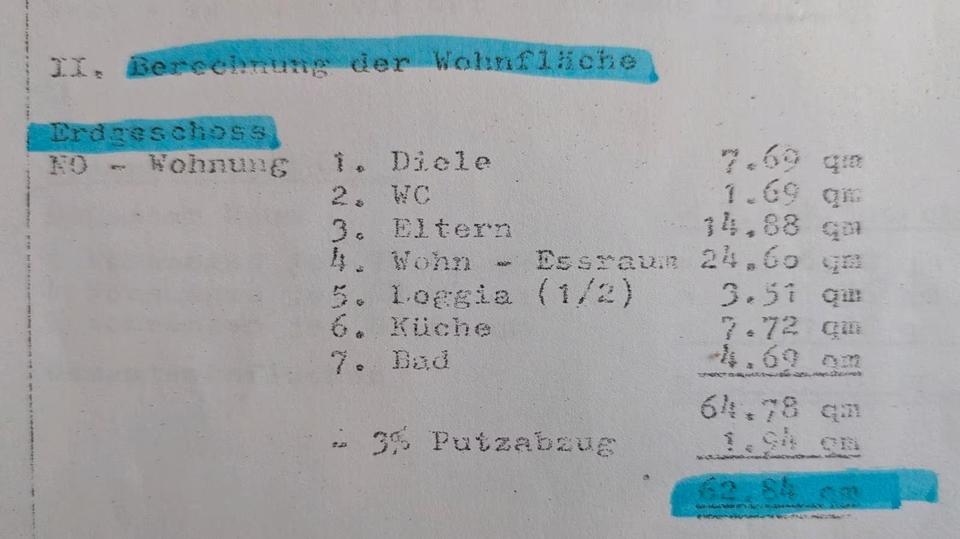 II. Berechnung der Wohnfläche
Erdgeschoss
NO - Wohnung 1. Diele 7.69 qm
2. WC 1.69 qm
3. Eltern 14.88 qm
4. Wohn - Essraum 24.60 qm
5. Loggia (1/2) 3.51 qm
6. Küche 7.72 qm
7. Bad 4.69 qm
64.78 qm
- 3% Putzabzug 1.94 qm
62.84 qm